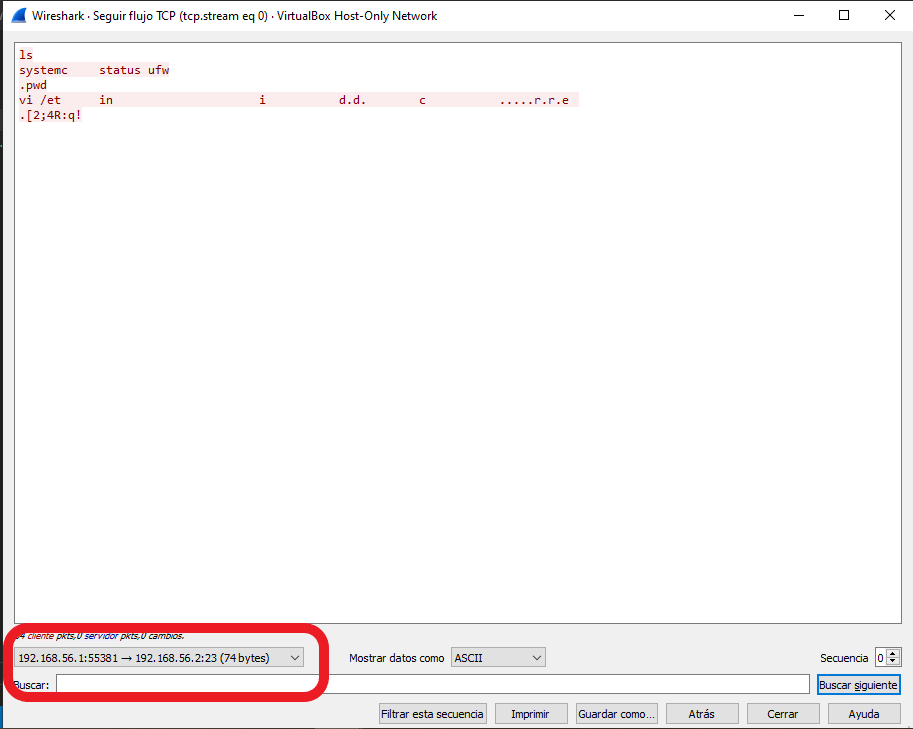 Wireshark · Seguir flujo TCP (tcp.stream eq 0) · VirtualBox Host-Only Network
ls
systemc    status ufw
.pwd
vi /et     in                     i          d.d.       c          .....r.r.e
.[2;4R:q!
cliente pkts,0 servidor pkts,0 cambios.
192.168.56.1:55381 → 192.168.56.2:23 (74 bytes)
Mostrar datos como
ASCII
Secuencia
0
Buscar:
Buscar siguiente
Filtrar esta secuencia
Imprimir
Guardar como...
Atrás
Cerrar
Ayuda